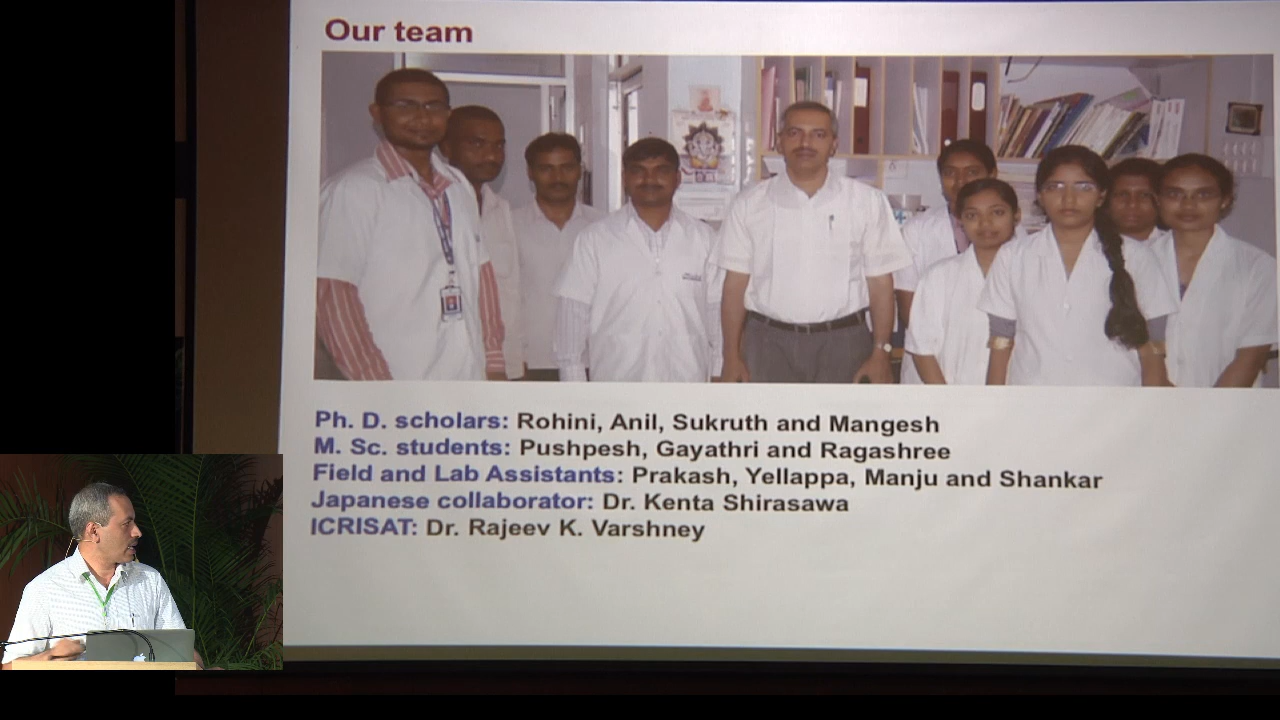 Our team
Ph. D. scholars: Rohini, Anil, Sukruth and Mangesh
M. Sc. students: Pushpesh, Gayathri and Ragashree
Field and Lab Assistants: Prakash, Yellappa, Manju and Shankar
Japanese collaborator: Dr. Kenta Shirasawa
ICRISAT: Dr. Rajeev K. Varshney